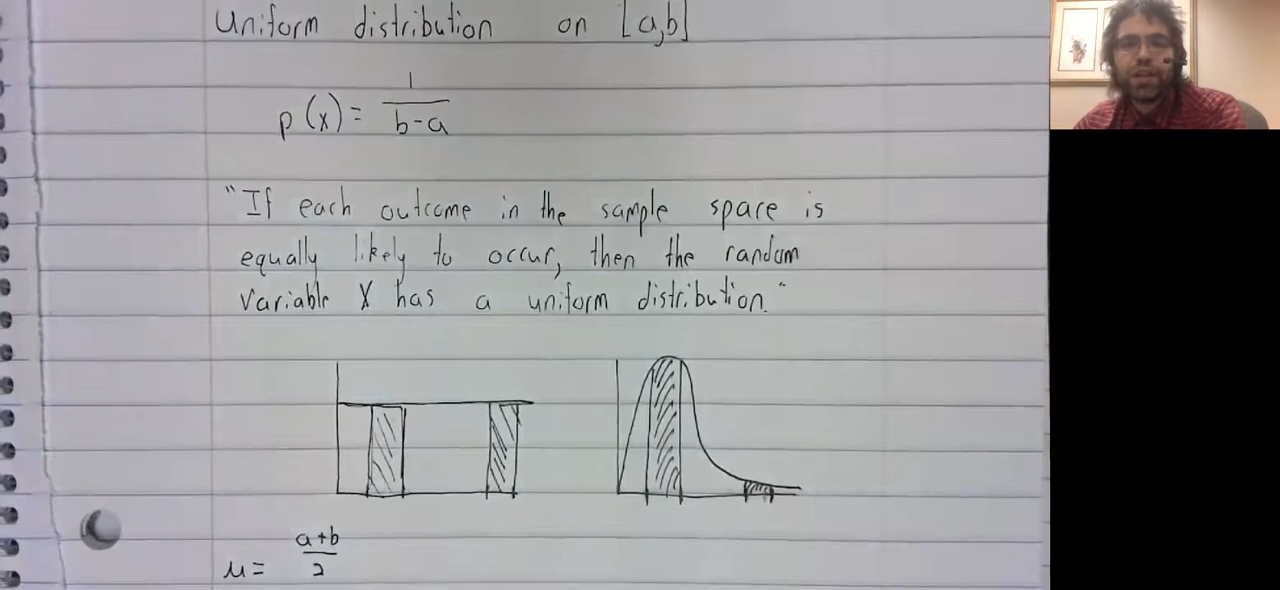 Uniform distribution on [a,b]
p(x) = 1/(b-a)
"If each outcome in the sample space is
equally likely to occur, then the random
variable X has a uniform distribution."
μ = (a+b)/2